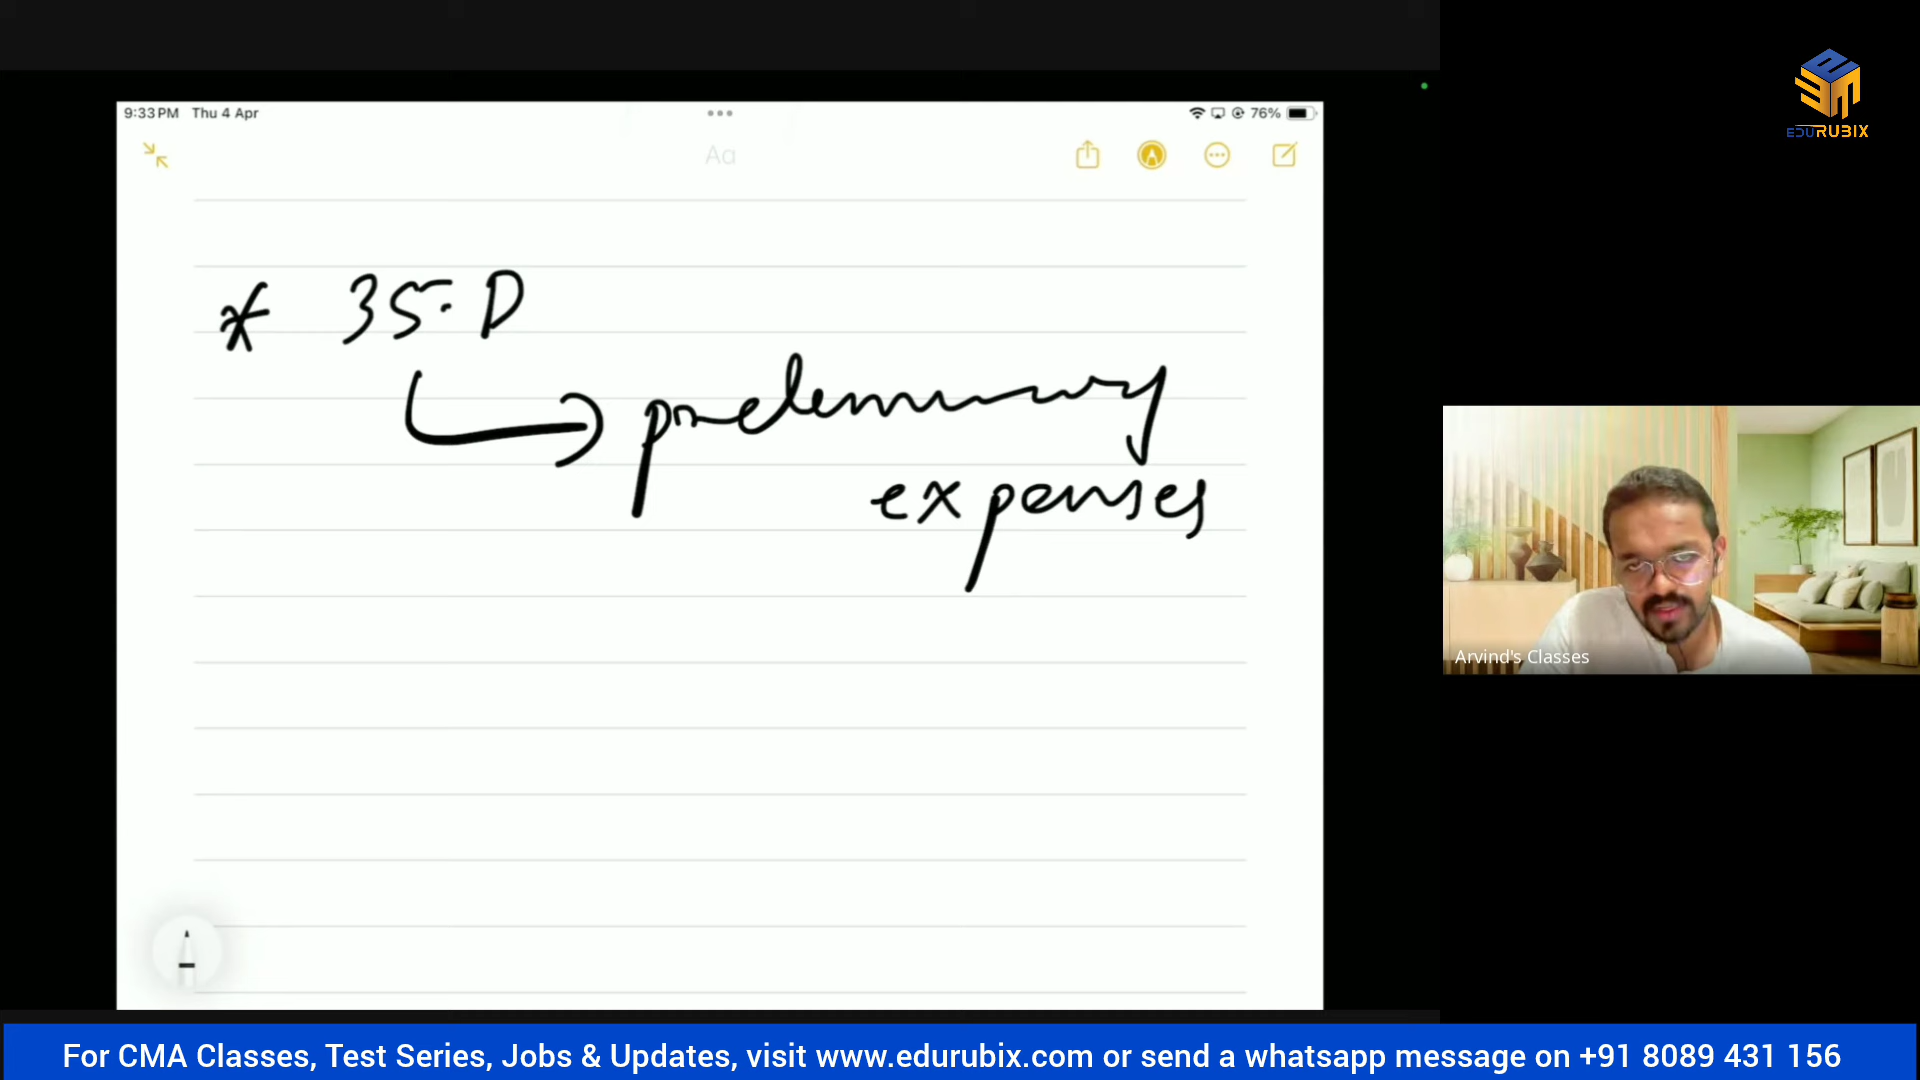 9:33 PM Thu 4 Apr
76%
Aa
EDURUBIX
* 35-D
preliminary
expenses
Arvind's Classes
For CMA Classes, Test Series, Jobs & Updates, visit www.edurubix.com or send a whatsapp message on +91 8089 431 156